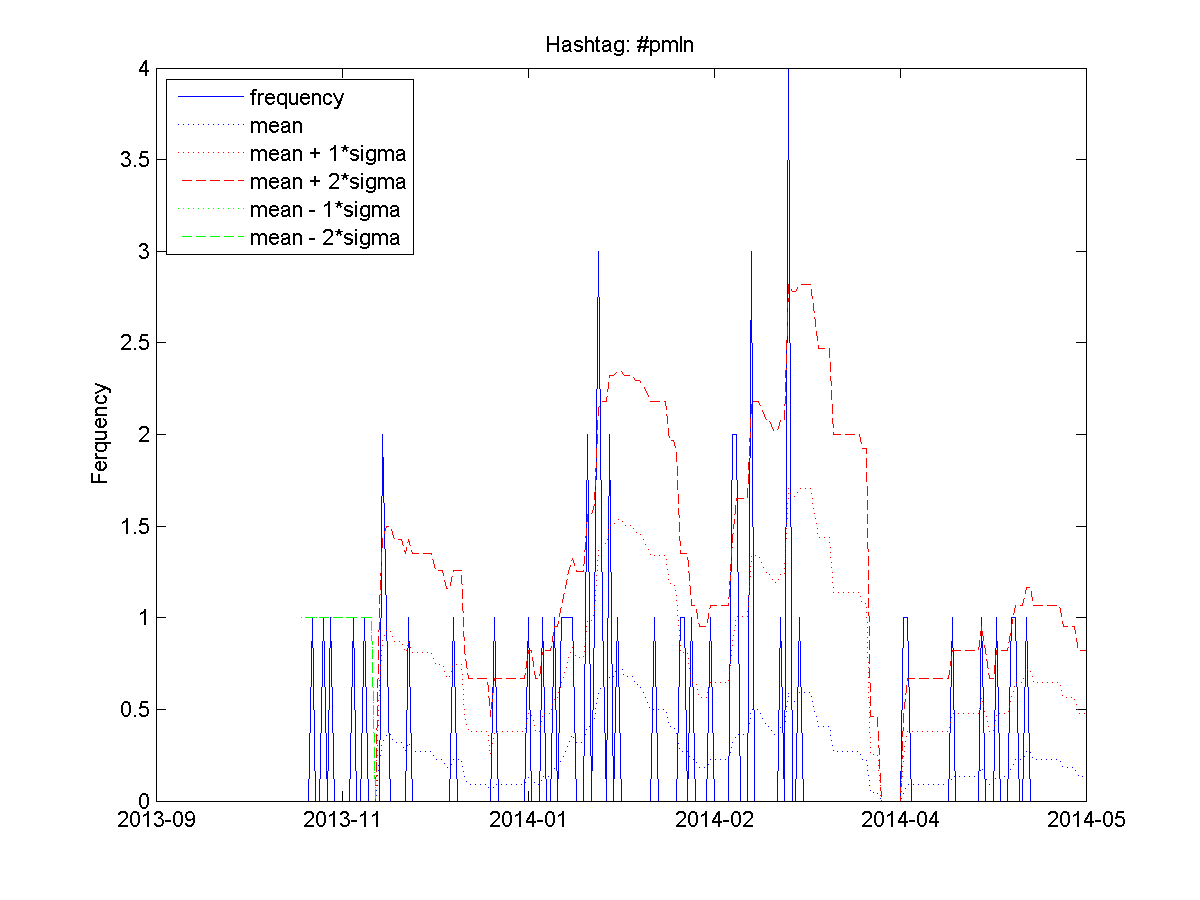 Hashtag: #pmln
4
3.5
3
2.5
2
1.5
1
0.5
0
Ferquency
frequency
mean
mean + 1*sigma
mean + 2*sigma
mean - 1*sigma
mean - 2*sigma
2013-09 2013-11 2014-01 2014-02 2014-04 2014-05